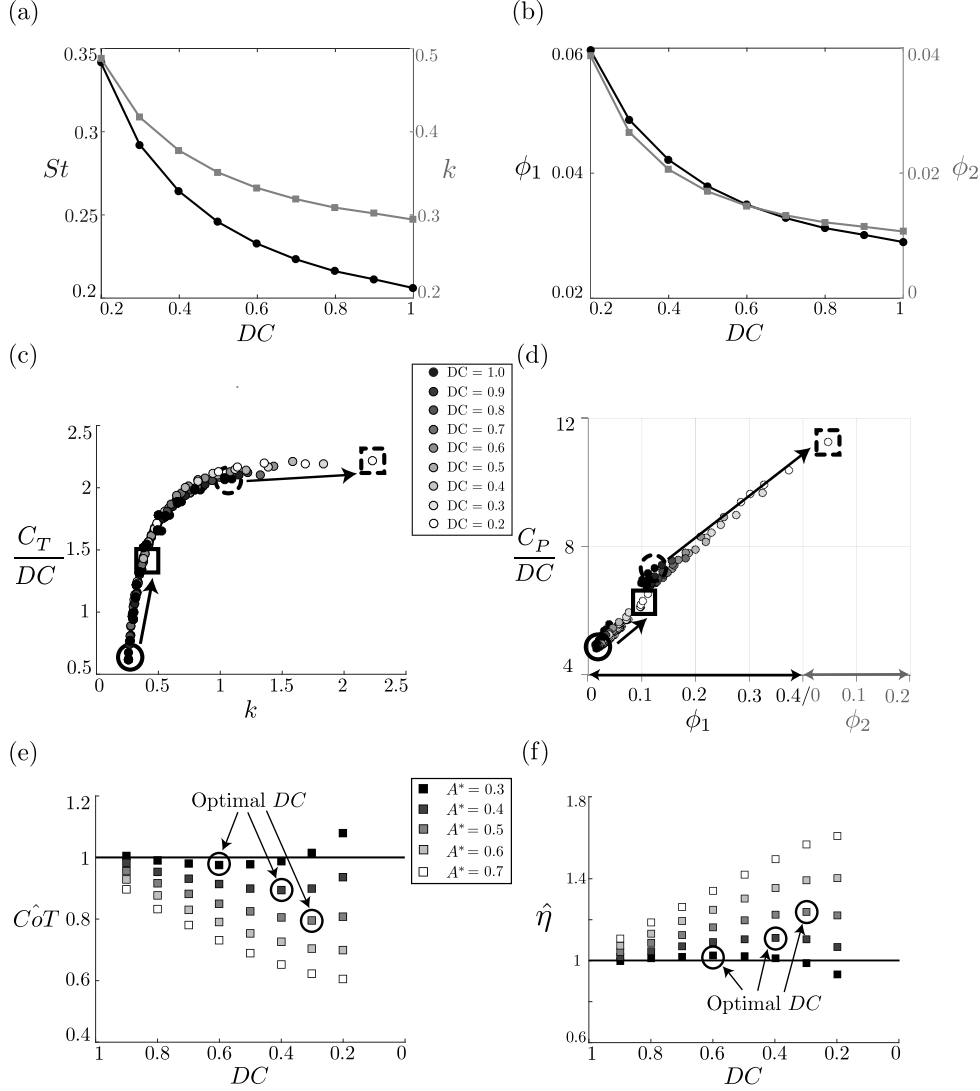 (a)
0.35
0.3
0.25
0.2
St
0.5
0.4
0.3
0.2
k
0.2 0.4 0.6 0.8 1
DC
(b)
0.06
0.04
0.02
ϕ1
0.04
0.02
0
ϕ2
0.2 0.4 0.6 0.8 1
DC
(c)
2.5
2
1.5
1
0.5
C_T
DC
0 0.5 1 1.5 2 2.5
k
DC = 1.0
DC = 0.9
DC = 0.8
DC = 0.7
DC = 0.6
DC = 0.5
DC = 0.4
DC = 0.3
DC = 0.2
(d)
12
8
4
C_P
DC
0 0.1 0.2 0.3 0.4/0 0.1 0.2
ϕ1 ϕ2
(e)
1.2
1
0.8
0.6
0.4
CôT
Optimal DC
1 0.8 0.6 0.4 0.2 0
DC
A* = 0.3
A* = 0.4
A* = 0.5
A* = 0.6
A* = 0.7
(f)
1.8
1.4
1
0.6
η̂
Optimal DC
1 0.8 0.6 0.4 0.2 0
DC